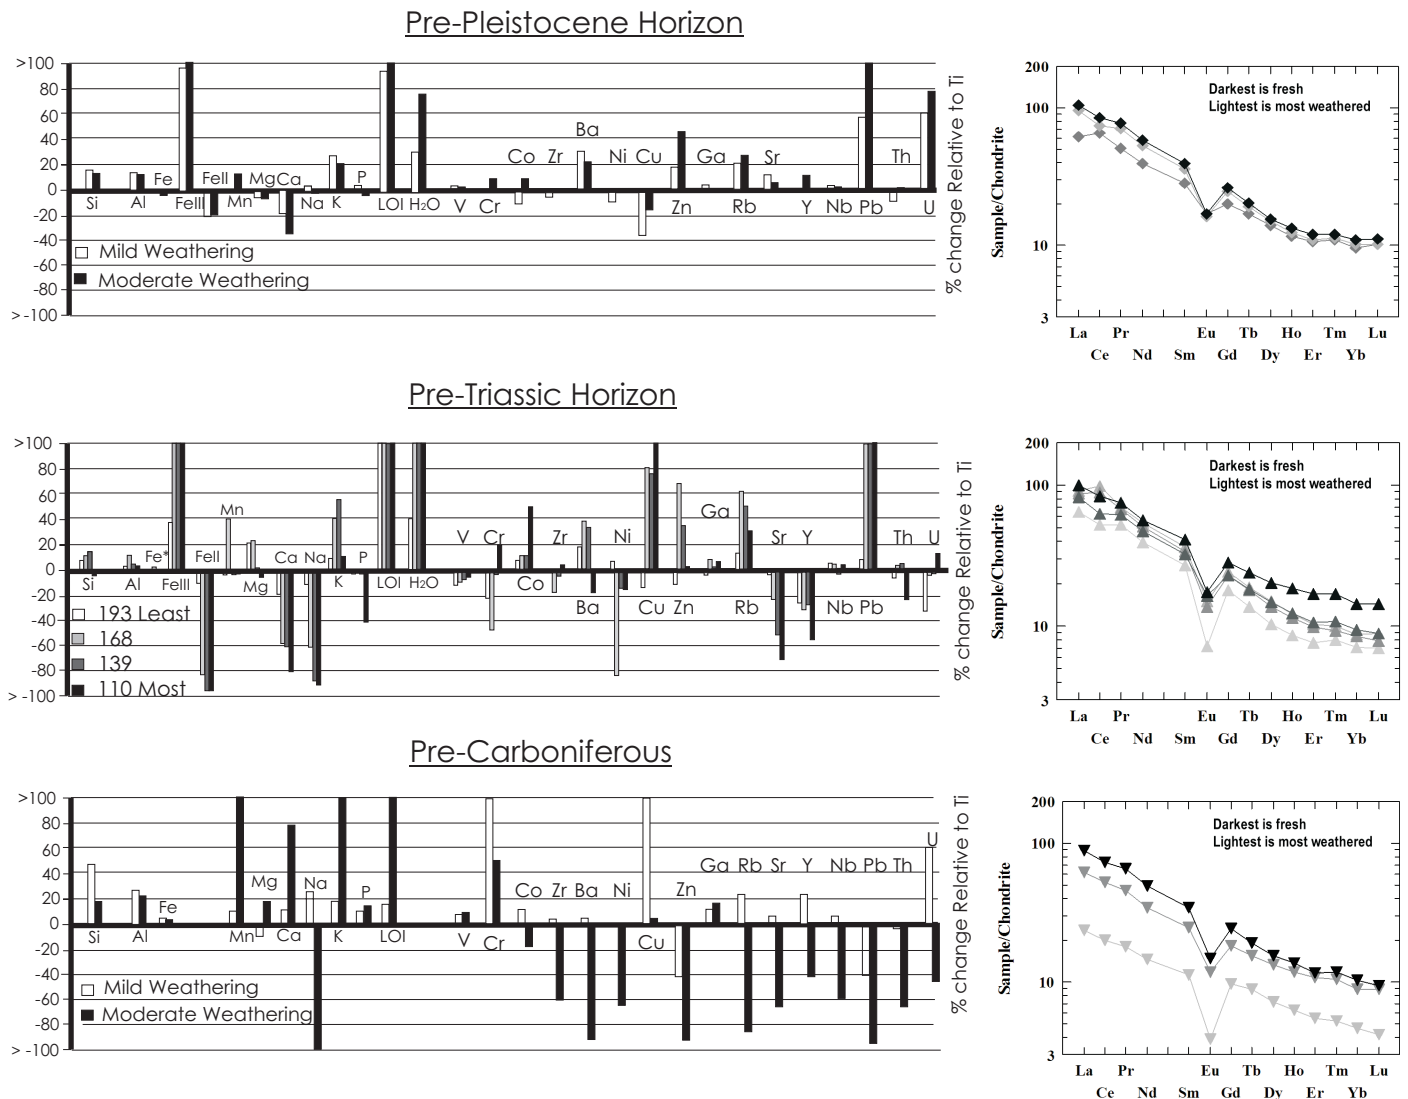 Pre-Pleistocene Horizon
>100
80
60
40
20
0
-20
-40
-60
-80
> -100
Si
Al
Fe
FeIII
FeII
Mn
Mg
Ca
Na
K
P
LOI
H2O
V
Cr
Co
Zr
Ba
Ni
Cu
Zn
Ga
Rb
Sr
Y
Nb
Pb
Th
U
Mild Weathering
Moderate Weathering
% change Relative to Ti
Sample/Chondrite
200
100
10
3
Darkest is fresh
Lightest is most weathered
La Pr Eu Tb Ho Tm Lu
Ce Nd Sm Gd Dy Er Yb
Pre-Triassic Horizon
>100
80
60
40
20
0
-20
-40
-60
-80
> -100
Si
Al
Fe*
FeIII
FeII
Mn
Mg
Ca
Na
K
P
LOI
H2O
V
Cr
Co
Zr
Ba
Ni
Cu
Zn
Ga
Rb
Sr
Y
Nb
Pb
Th
U
193 Least
168
139
110 Most
% change Relative to Ti
Sample/Chondrite
200
100
10
3
Darkest is fresh
Lightest is most weathered
La Pr Eu Tb Ho Tm Lu
Ce Nd Sm Gd Dy Er Yb
Pre-Carboniferous
>100
80
60
40
20
0
-20
-40
-60
-80
> -100
Si
Al
Fe
Mn
Mg
Ca
Na
K
P
LOI
V
Cr
Co
Zr
Ba
Ni
Cu
Zn
Ga
Rb
Sr
Y
Nb
Pb
Th
U
Mild Weathering
Moderate Weathering
% change Relative to Ti
Sample/Chondrite
200
100
10
3
Darkest is fresh
Lightest is most weathered
La Pr Eu Tb Ho Tm Lu
Ce Nd Sm Gd Dy Er Yb